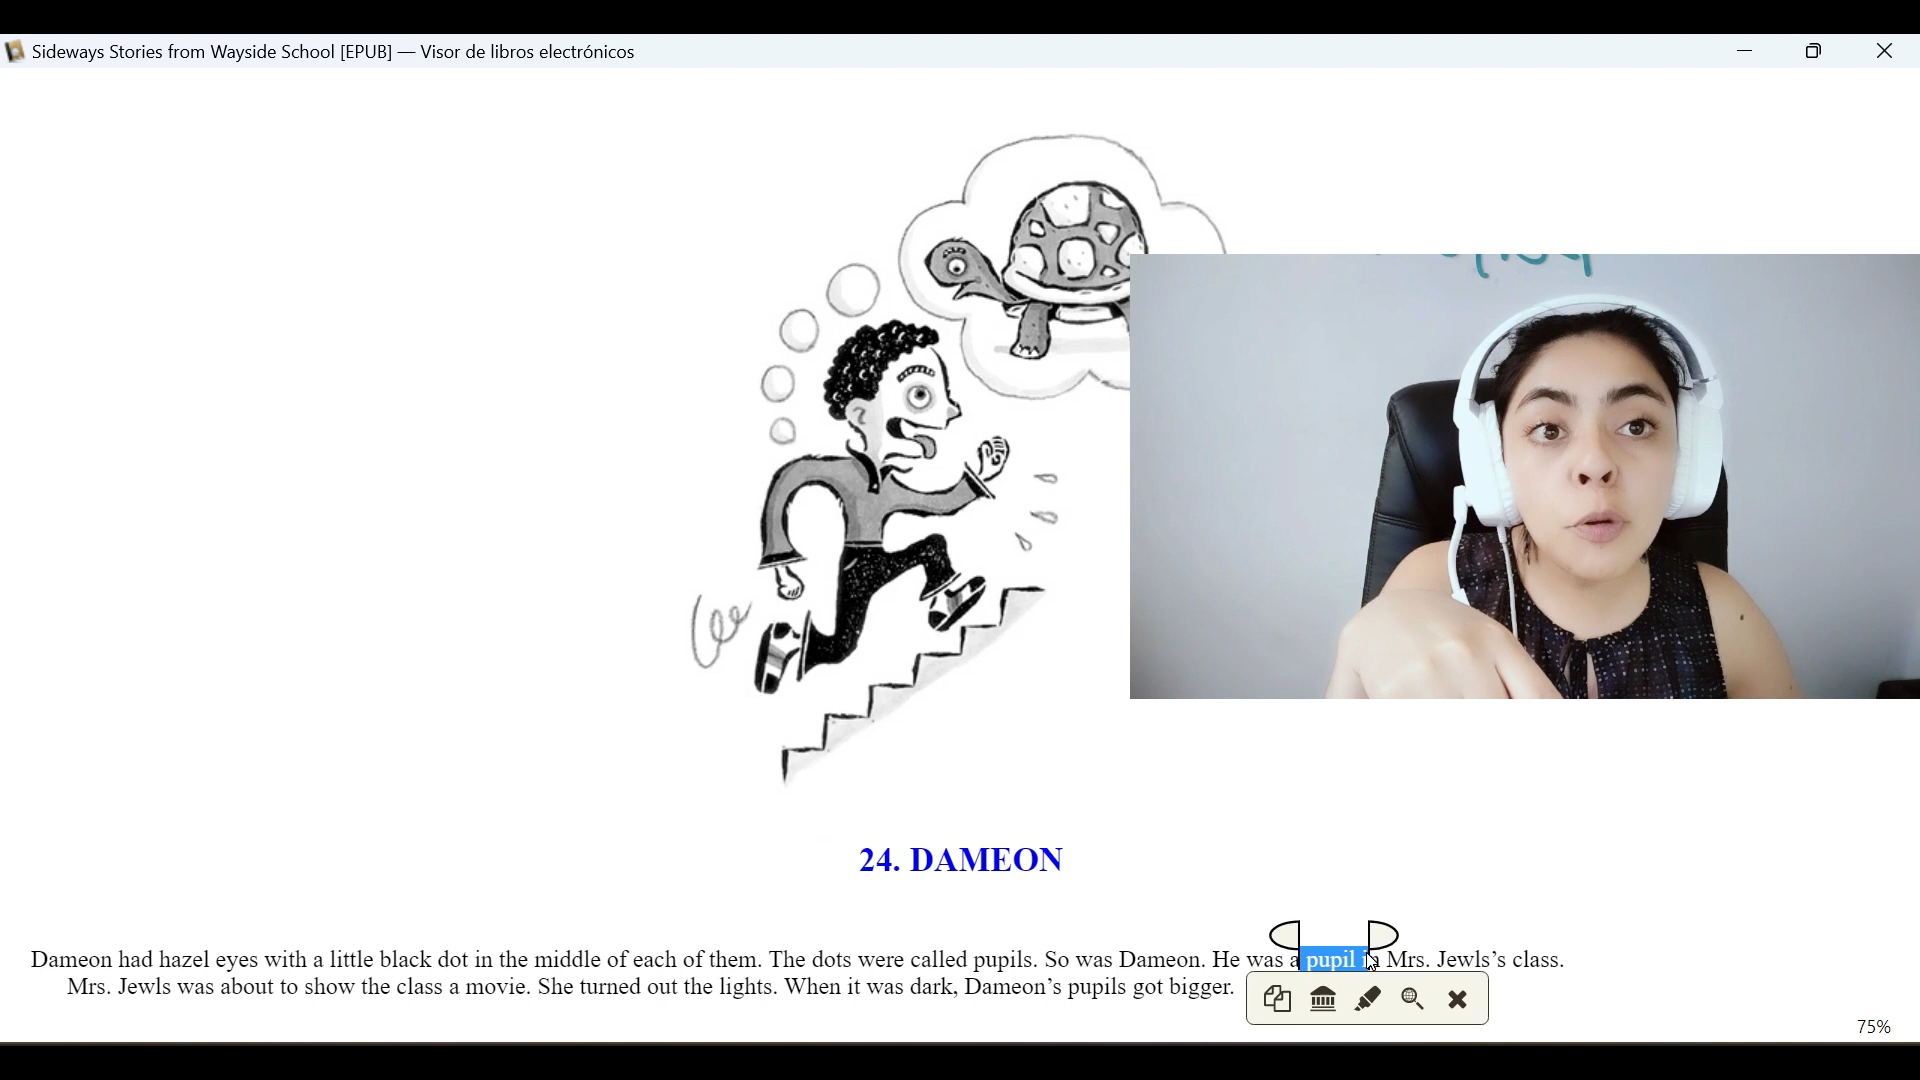 Sideways Stories from Wayside School [EPUB] — Visor de libros electrónicos
Lee
24. DAMEON
Dameon had hazel eyes with a little black dot in the middle of each of them. The dots were called pupils. So was Dameon. He was a pupil in Mrs. Jewls’s class.
Mrs. Jewls was about to show the class a movie. She turned out the lights. When it was dark, Dameon’s pupils got bigger.
75%